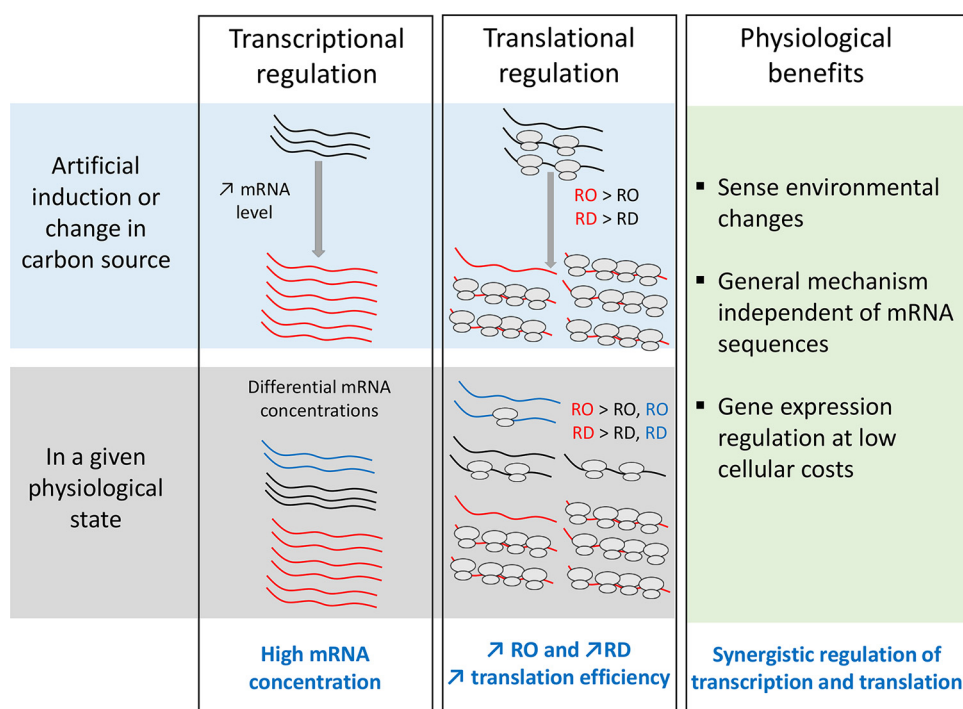 Transcriptional
regulation
Translational
regulation
Physiological
benefits
Artificial
induction or
change in
carbon source
↗ mRNA
level
RO > RO
RD > RD
▪ Sense environmental
changes
▪ General mechanism
independent of mRNA
sequences
▪ Gene expression
regulation at low
cellular costs
In a given
physiological
state
Differential mRNA
concentrations
RO > RO, RO
RD > RD, RD
High mRNA
concentration
↗ RO and ↗RD
↗ translation efficiency
Synergistic regulation of
transcription and translation